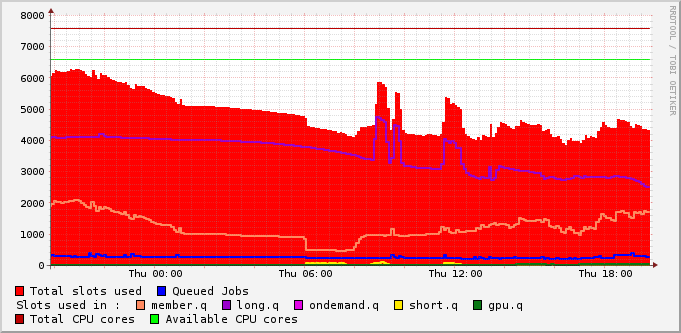 8000
7000
6000
5000
4000
3000
2000
1000
0
Thu 00:00 Thu 06:00 Thu 12:00 Thu 18:00
RRDTOOL / TOBI OETIKER
Total slots used Queued Jobs
Slots used in : member.q long.q ondemand.q short.q gpu.q
Total CPU cores Available CPU cores